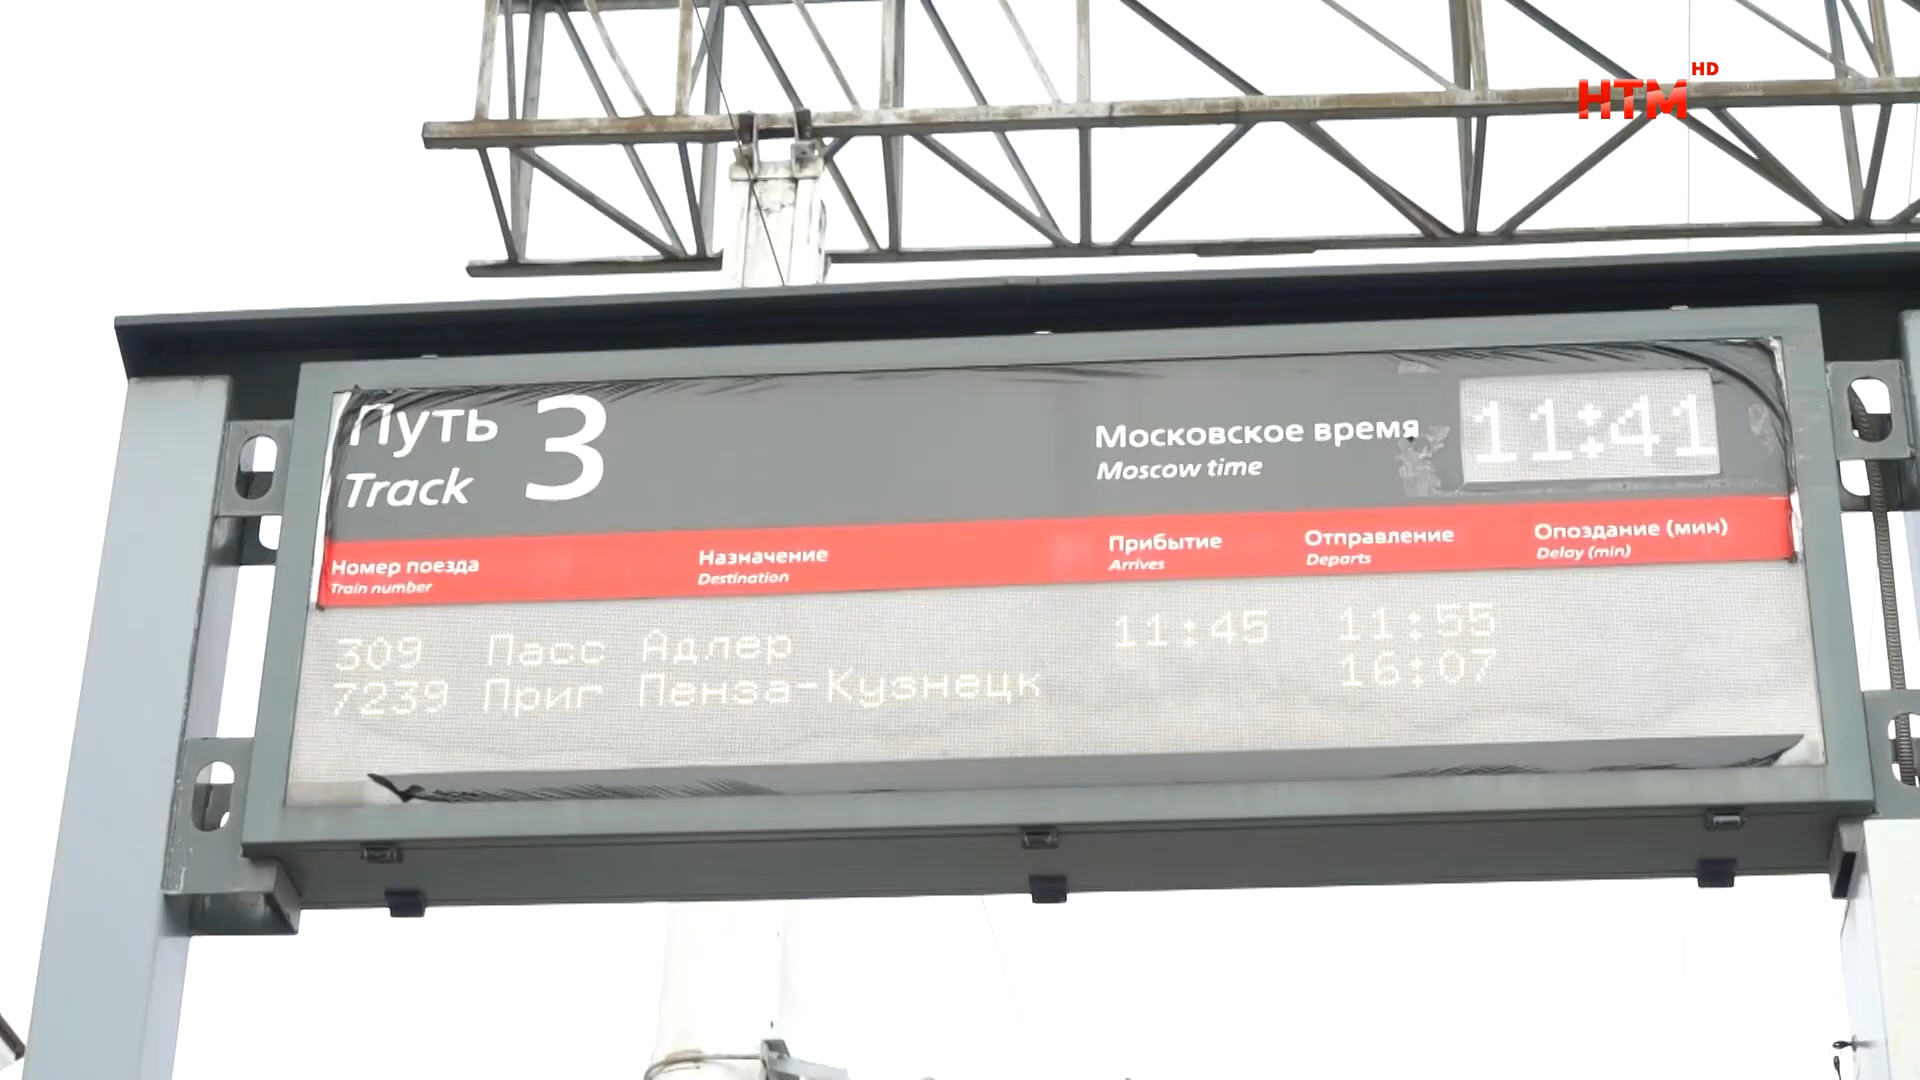 НТМ HD
Путь 3
Track
Московское время 11:41
Moscow time
Номер поезда Назначение Прибытие Отправление Опоздание (мин)
Train number Destination Arrives Departs Delay (min)
309 Пасс Адлер 11:45 11:55
7239 Приг Пенза-Кузнецк 16:07